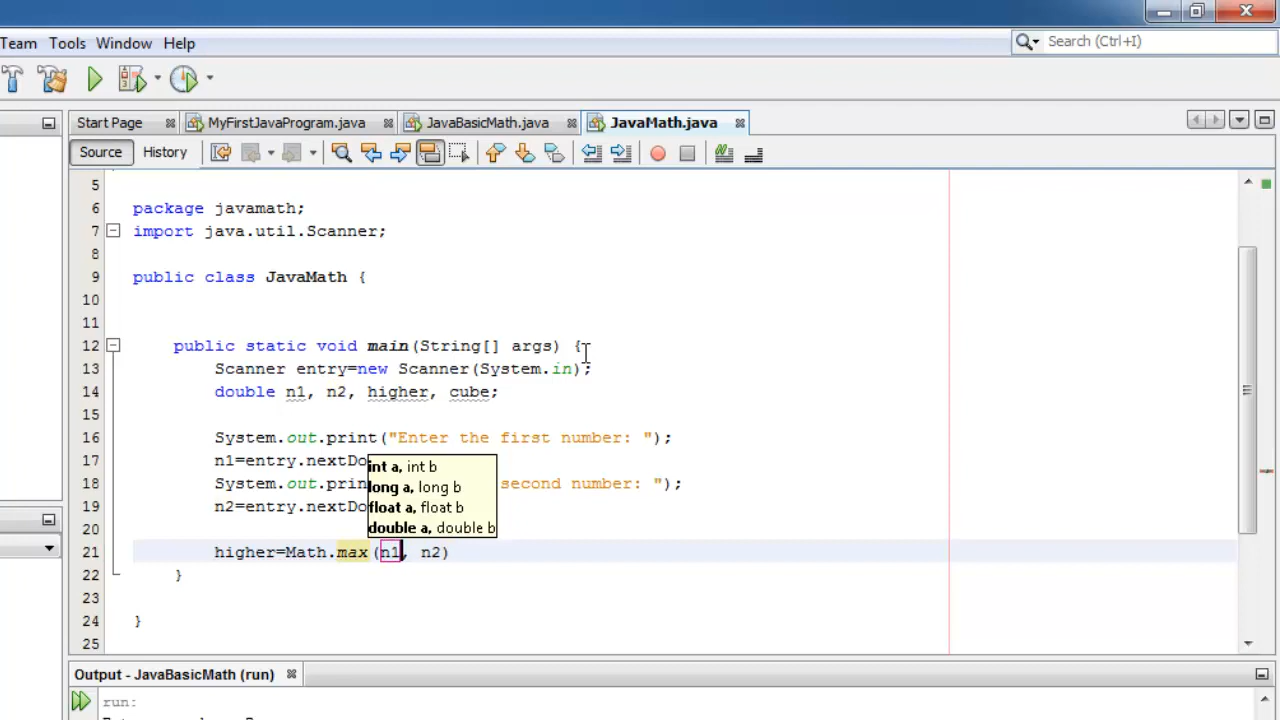 Team Tools Window Help
Search (Ctrl+I)
Start Page MyFirstJavaProgram.java JavaBasicMath.java JavaMath.java
Source History
5
6 package javamath;
7 import java.util.Scanner;
8
9 public class JavaMath {
10
11
12 public static void main(String[] args) {
13 Scanner entry=new Scanner(System.in);
14 double n1, n2, higher, cube;
15
16 System.out.print("Enter the first number: ");
17 n1=entry.nextDo
int a, int b
18 System.out.prin second number: ");
long a, long b
19 n2=entry.nextDo
float a, float b
20
double a, double b
21 higher=Math.max(n1, n2)
22 }
23
24 }
25
Output - JavaBasicMath (run)
run: